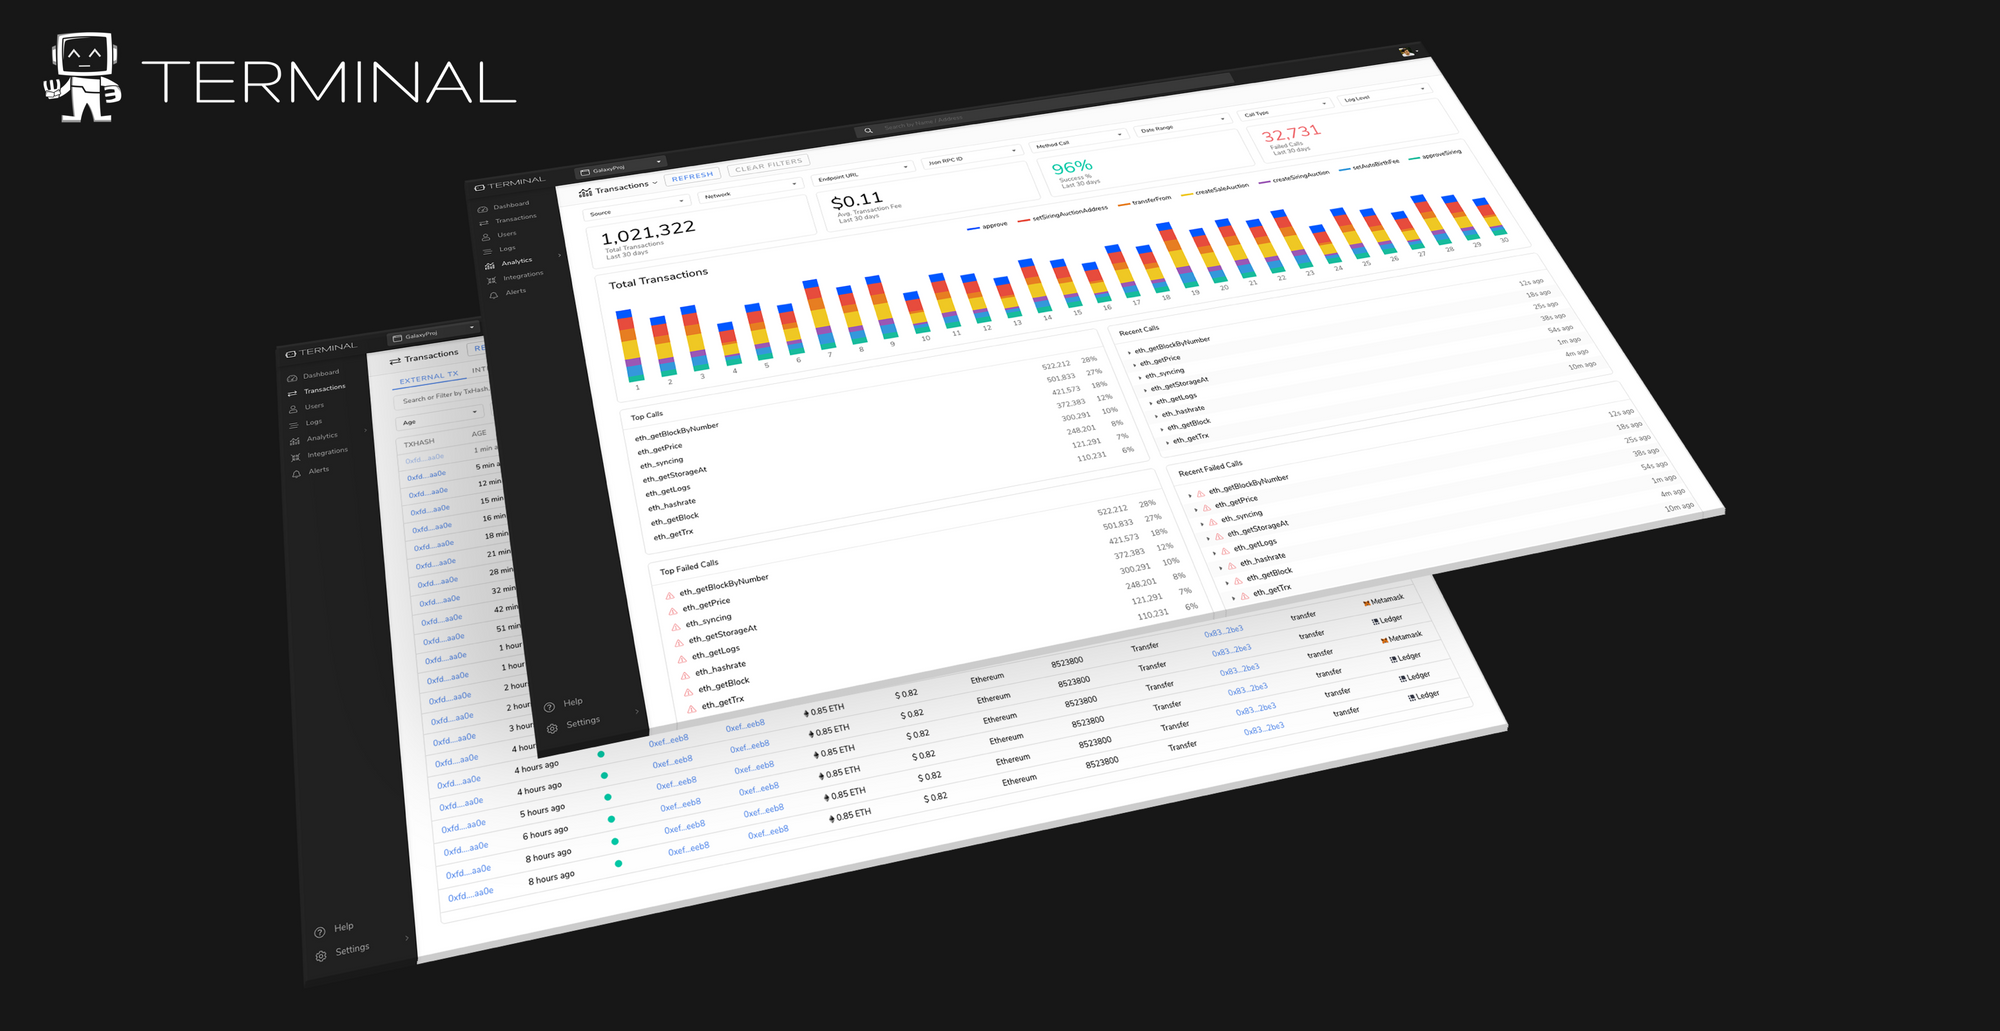 TERMINAL
Search by Name / Address
TERMINAL
GalaxyProj
Dashboard
Transactions
Users
Logs
Analytics
Integrations
Alerts
Help
Settings
Transactions
REFRESH
CLEAR FILTERS
Source
Network
Endpoint URL
Json RPC ID
Method Call
Date Range
Call Type
Log Level
1,021,322
Total Transactions
Last 30 days
$0.11
Avg. Transaction Fee
Last 30 days
96%
Success %
Last 30 days
32,731
Failed Calls
Last 30 days
Total Transactions
approve
setSiringAuctionAddress
transferFrom
createSaleAuction
createSiringAuction
setAutoBirthFee
approveSiring
1 2 3 4 5 6 7 8 9 10 11 12 13 14 15 16 17 18 19 20 21 22 23 24 25 26 27 28 29 30
Top Calls
eth_getBlockByNumber 522,212 28%
eth_getPrice 501,833 27%
eth_syncing 421,573 18%
eth_getStorageAt 372,383 12%
eth_getLogs 300,291 10%
eth_hashrate 248,201 8%
eth_getBlock 121,291 7%
eth_getTrx 110,231 6%
Recent Calls
eth_getBlockByNumber 12s ago
eth_getPrice 18s ago
eth_syncing 25s ago
eth_getStorageAt 38s ago
eth_getLogs 54s ago
eth_hashrate 1m ago
eth_getBlock 4m ago
eth_getTrx 10m ago
Top Failed Calls
eth_getBlockByNumber 522,212 28%
eth_getPrice 501,833 27%
eth_syncing 421,573 18%
eth_getStorageAt 372,383 12%
eth_getLogs 300,291 10%
eth_hashrate 248,201 8%
eth_getBlock 121,291 7%
eth_getTrx 110,231 6%
Recent Failed Calls
eth_getBlockByNumber 12s ago
eth_getPrice 18s ago
eth_syncing 25s ago
eth_getStorageAt 38s ago
eth_getLogs 54s ago
eth_hashrate 1m ago
eth_getBlock 4m ago
eth_getTrx 10m ago
TERMINAL
GalaxyProj
Dashboard
Transactions
Users
Logs
Analytics
Integrations
Alerts
Help
Settings
Transactions
RE
EXTERNAL TX INT
Search or Filter by TxHash,
Age
TXHASH AGE
0xfd....aa0e 1 min a
0xfd....aa0e 5 min a
0xfd....aa0e 12 min
0xfd....aa0e 15 min
0xfd....aa0e 16 min
0xfd....aa0e 18 min
0xfd....aa0e 21 min
0xfd....aa0e 28 min
0xfd....aa0e 32 min
0xfd....aa0e 42 min
0xfd....aa0e 51 min
0xfd....aa0e 1 hour
0xfd....aa0e 1 hour
0xfd....aa0e 2 hour
0xfd....aa0e 2 hour
0xfd....aa0e 3 hour
0xfd....aa0e 4 hou
0xfd....aa0e 4 hours ago 0xef...eeb8 0xef...eeb8 0.85 ETH $ 0.82 Ethereum 8523800 Transfer 0x83...2be3 transfer Metamask
0xfd....aa0e 4 hours ago 0xef...eeb8 0xef...eeb8 0.85 ETH $ 0.82 Ethereum 8523800 Transfer 0x83...2be3 transfer Ledger
0xfd....aa0e 5 hours ago 0xef...eeb8 0xef...eeb8 0.85 ETH $ 0.82 Ethereum 8523800 Transfer 0x83...2be3 transfer Metamask
0xfd....aa0e 6 hours ago 0xef...eeb8 0xef...eeb8 0.85 ETH $ 0.82 Ethereum 8523800 Transfer 0x83...2be3 transfer Ledger
0xfd....aa0e 8 hours ago 0xef...eeb8 0xef...eeb8 0.85 ETH $ 0.82 Ethereum 8523800 Transfer 0x83...2be3 transfer Ledger
0xfd....aa0e 8 hours ago 0xef...eeb8 0xef...eeb8 0.85 ETH $ 0.82 Ethereum 8523800 Transfer 0x83...2be3 transfer Ledger